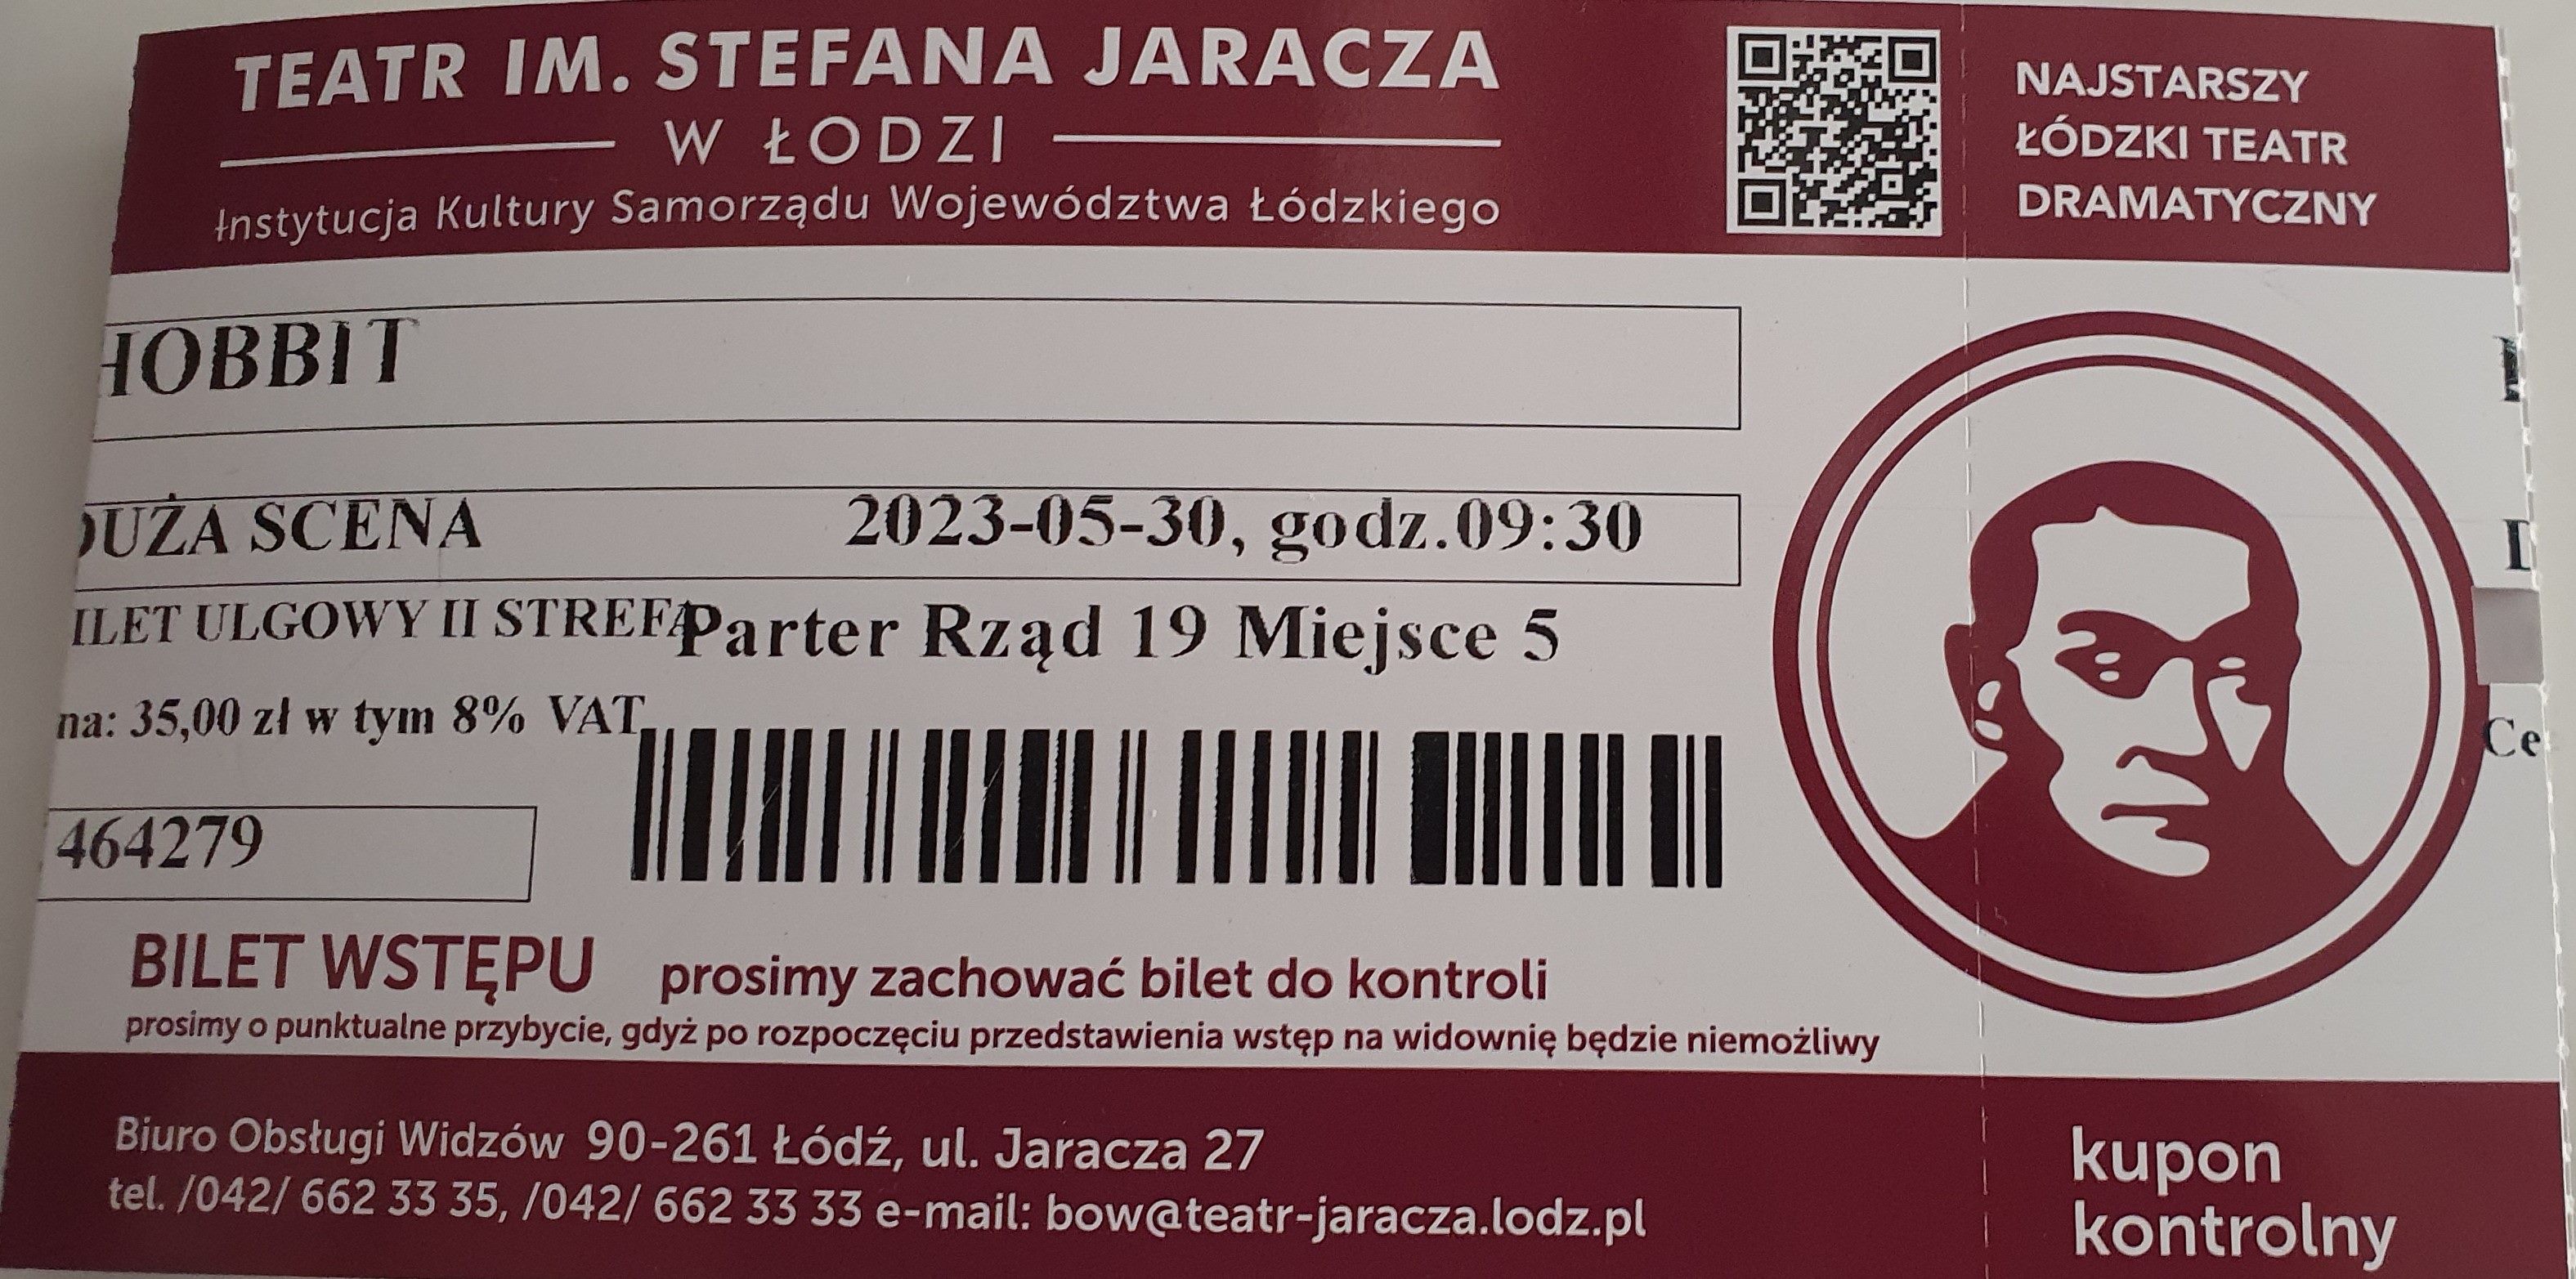 TEATR IM. STEFANA JARACZA
W ŁODZI
Instytucja Kultury Samorządu Województwa Łódzkiego
NAJSTARSZY
ŁÓDZKI TEATR
DRAMATYCZNY
HOBBIT
DUŻA SCENA 2023-05-30, godz.09:30
ILET ULGOWY II STREFA Parter Rząd 19 Miejsce 5
na: 35,00 zł w tym 8% VAT
Ce
464279
BILET WSTĘPU prosimy zachować bilet do kontroli
prosimy o punktualne przybycie, gdyż po rozpoczęciu przedstawienia wstęp na widownię będzie niemożliwy
Biuro Obsługi Widzów 90-261 Łódź, ul. Jaracza 27
tel. /042/ 662 33 35, /042/ 662 33 33 e-mail: bow@teatr-jaracza.lodz.pl
kupon
kontrolny